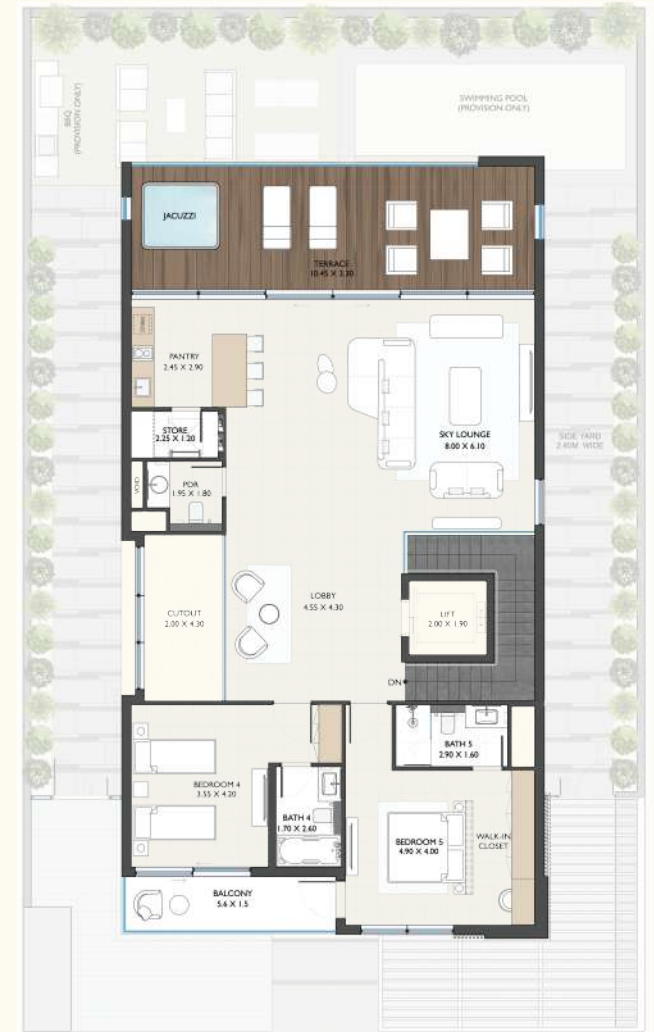 BBQ
(PROVISION ONLY)
SWIMMING POOL
(PROVISION ONLY)
JACUZZI
TERRACE
10.45 X 3.30
PANTRY
2.45 X 2.90
STORE
2.25 X 1.20
SKY LOUNGE
8.00 X 6.10
SIDE YARD
2.40M WIDE
VOID
PDR
1.95 X 1.80
LOBBY
4.55 X 4.30
CUTOUT
2.00 X 4.30
LIFT
2.00 X 1.90
DN
BATH 5
2.90 X 1.60
BEDROOM 4
3.55 X 4.20
BATH 4
1.70 X 2.60
BEDROOM 5
4.90 X 4.00
WALK-IN
CLOSET
BALCONY
5.6 X 1.5